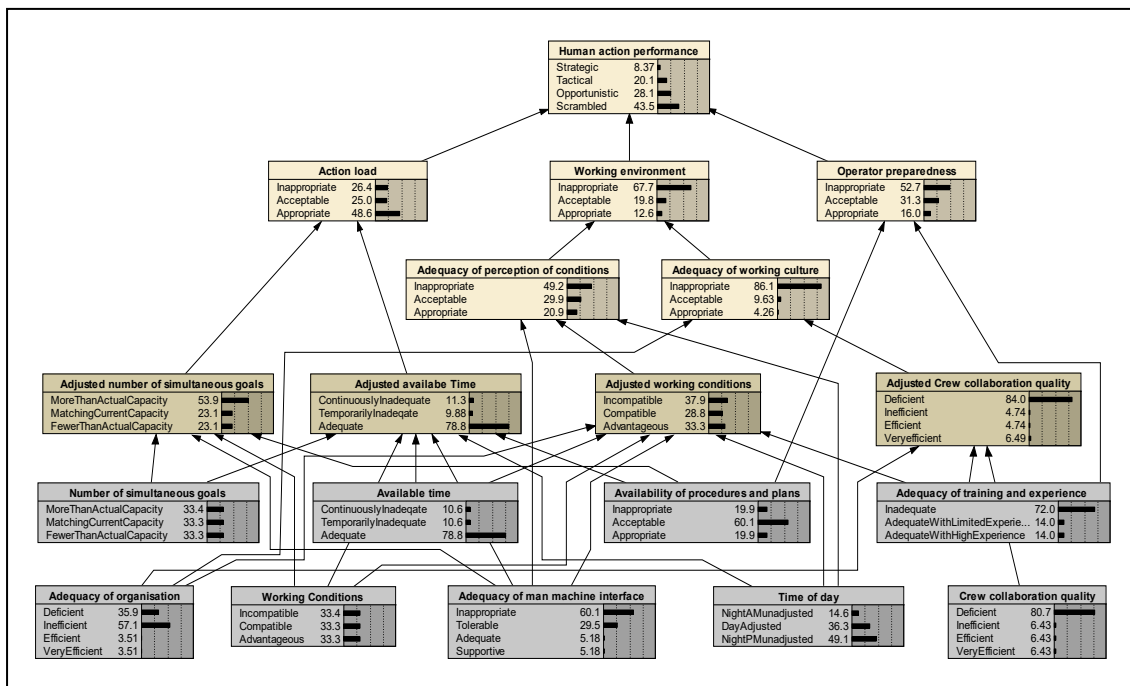 Human action performance
Strategic 8.37
Tactical 20.1
Opportunistic 28.1
Scrambled 43.5
Action load
Inappropriate 26.4
Acceptable 25.0
Appropriate 48.6
Working environment
Inappropriate 67.7
Acceptable 19.8
Appropriate 12.6
Operator preparedness
Inappropriate 52.7
Acceptable 31.3
Appropriate 16.0
Adequacy of perception of conditions
Inappropriate 49.2
Acceptable 29.9
Appropriate 20.9
Adequacy of working culture
Inappropriate 86.1
Acceptable 9.63
Appropriate 4.26
Adjusted number of simultaneous goals
MoreThanActualCapacity 53.9
MatchingCurrentCapacity 23.1
FewerThanActualCapacity 23.1
Adjusted availabe Time
ContinuouslyInadequate 11.3
TemporarilyInadeqate 9.88
Adequate 78.8
Adjusted working conditions
Incompatible 37.9
Compatible 28.8
Advantageous 33.3
Adjusted Crew collaboration quality
Deficient 84.0
Inefficient 4.74
Efficient 4.74
Veryefficient 6.49
Number of simultaneous goals
MoreThanActualCapacity 33.4
MatchingCurrentCapacity 33.3
FewerThanActualCapacity 33.3
Available time
ContinuouslyInadeqate 10.6
TemporarilyInadequate 10.6
Adequate 78.8
Availability of procedures and plans
Inappropriate 19.9
Acceptable 60.1
Appropriate 19.9
Adequacy of training and experience
Inadequate 72.0
AdequateWithLimitedExperie... 14.0
AdequateWithHighExperience 14.0
Adequacy of organisation
Deficient 35.9
Inefficient 57.1
Efficient 3.51
VeryEfficient 3.51
Working Conditions
Incompatible 33.4
Compatible 33.3
Advantageous 33.3
Adequacy of man machine interface
Inappropriate 60.1
Tolerable 29.5
Adequate 5.18
Supportive 5.18
Time of day
NightAMunadjusted 14.6
DayAdjusted 36.3
NightPMunadjusted 49.1
Crew collaboration quality
Deficient 80.7
Inefficient 6.43
Efficient 6.43
VeryEfficient 6.43